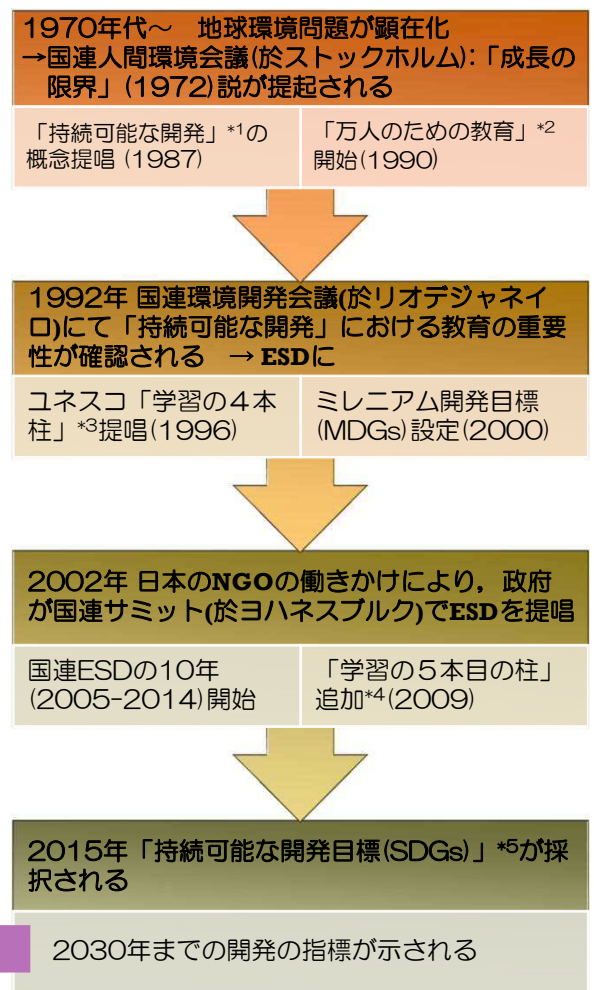 1970年代～　地球環境問題が顕在化
→国連人間環境会議(於ストックホルム):「成長の
限界」(1972)説が提起される
「持続可能な開発」*1の
概念提唱 (1987)
「万人のための教育」*2
開始(1990)
1992年 国連環境開発会議(於リオデジャネイ
ロ)にて「持続可能な開発」における教育の重要
性が確認される　→ ESDに
ユネスコ「学習の４本
柱」*3提唱(1996)
ミレニアム開発目標
(MDGs)設定(2000)
2002年 日本のNGOの働きかけにより，政府
が国連サミット(於ヨハネスブルク)でESDを提唱
国連ESDの10年
(2005-2014)開始
「学習の５本目の柱」
追加*4(2009)
2015年「持続可能な開発目標(SDGs)」*5が採
択される
2030年までの開発の指標が示される